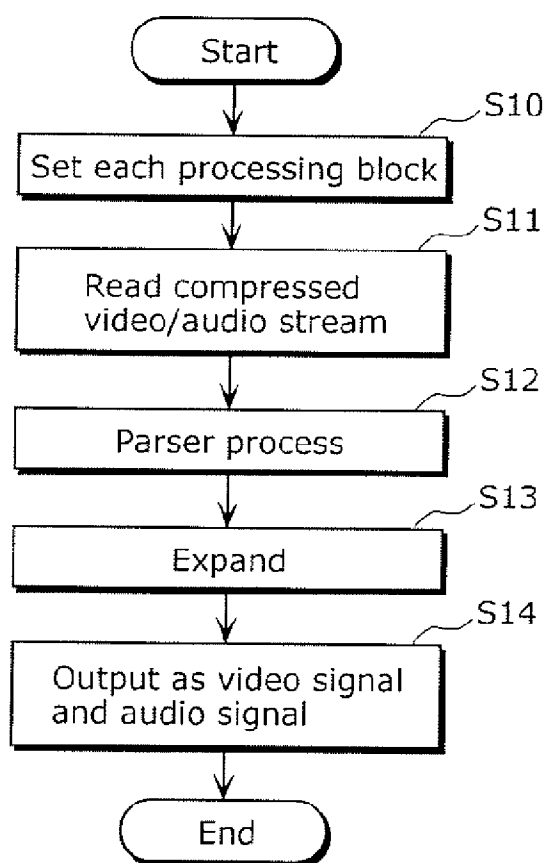 Start
S10
Set each processing block
S11
Read compressed
video/audio stream
S12
Parser process
S13
Expand
S14
Output as video signal
and audio signal
End